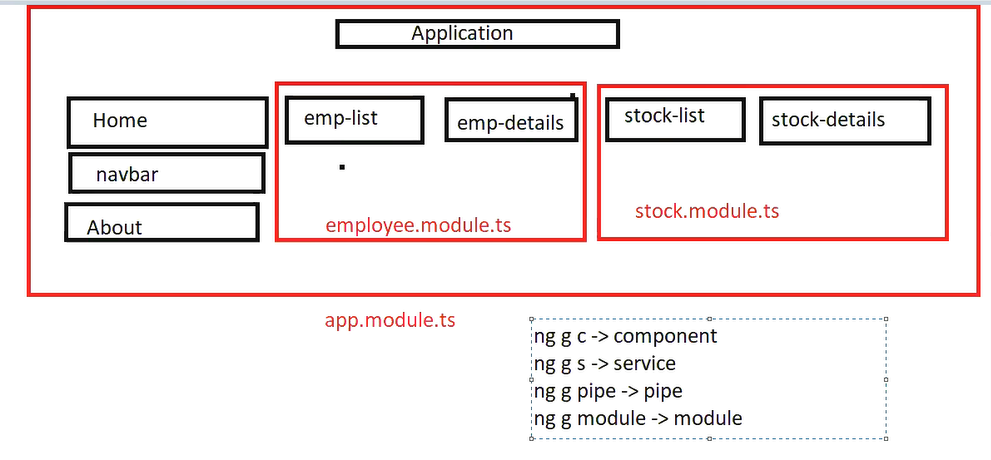 Application
Home
emp-list
emp-details
stock-list
stock-details
navbar
About
employee.module.ts
stock.module.ts
app.module.ts
ng g c -> component
ng g s -> service
ng g pipe -> pipe
ng g module -> module